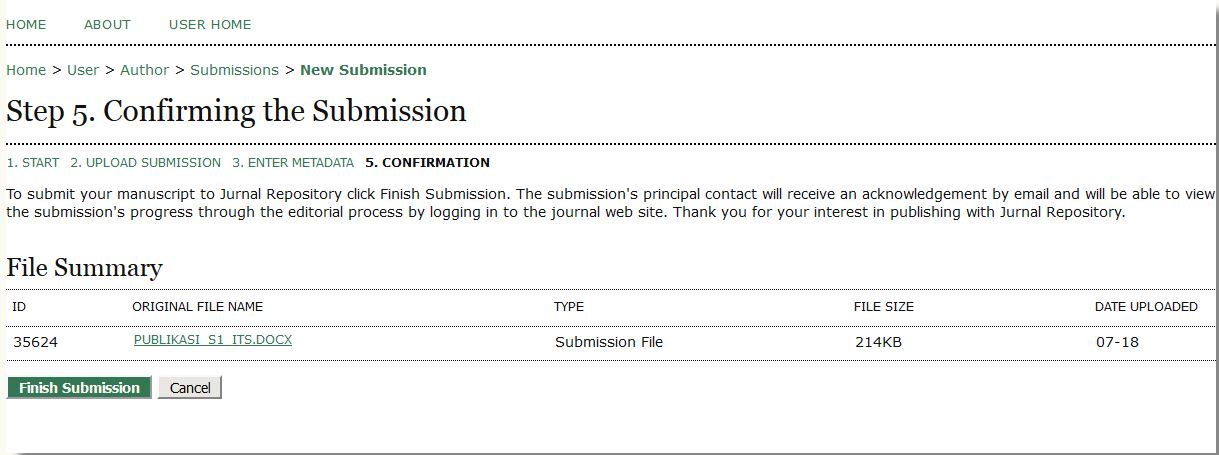 HOME ABOUT USER HOME
Home > User > Author > Submissions > New Submission
Step 5. Confirming the Submission
1. START 2. UPLOAD SUBMISSION 3. ENTER METADATA 5. CONFIRMATION
To submit your manuscript to Jurnal Repository click Finish Submission. The submission's principal contact will receive an acknowledgement by email and will be able to view
the submission's progress through the editorial process by logging in to the journal web site. Thank you for your interest in publishing with Jurnal Repository.
File Summary
ID ORIGINAL FILE NAME TYPE FILE SIZE DATE UPLOADED
35624 PUBLIKASI_S1_ITS.DOCX Submission File 214KB 07-18
Finish Submission Cancel